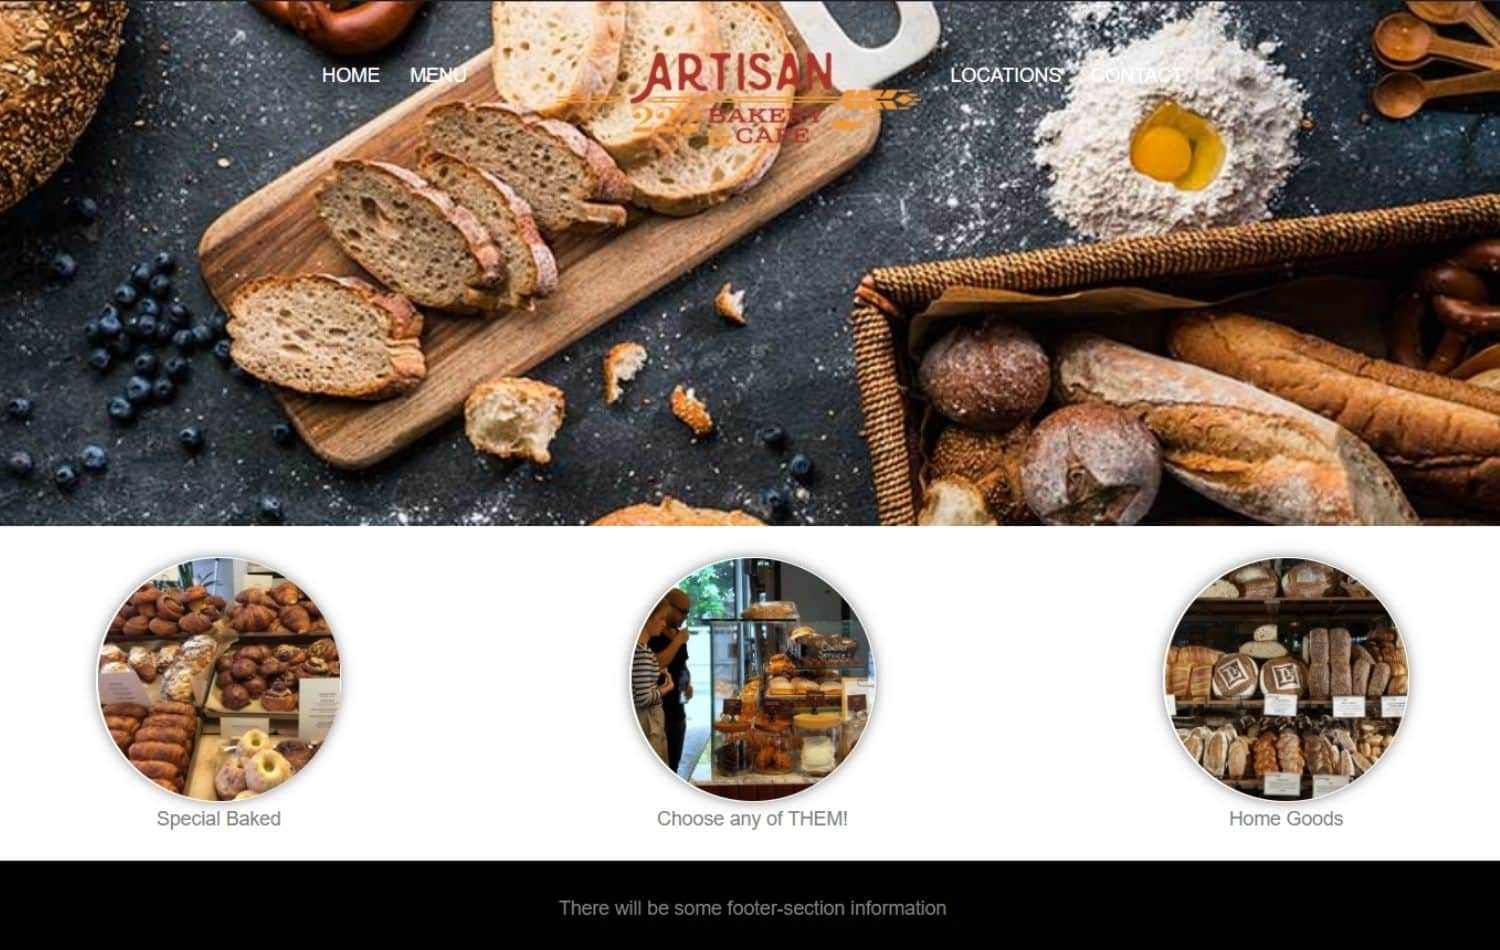 HOME MENU
ARTISAN
LOCATIONS CONTACT
222 BAKERY
& CAFE
Special Baked
Choose any of THEM!
Home Goods
There will be some footer-section information